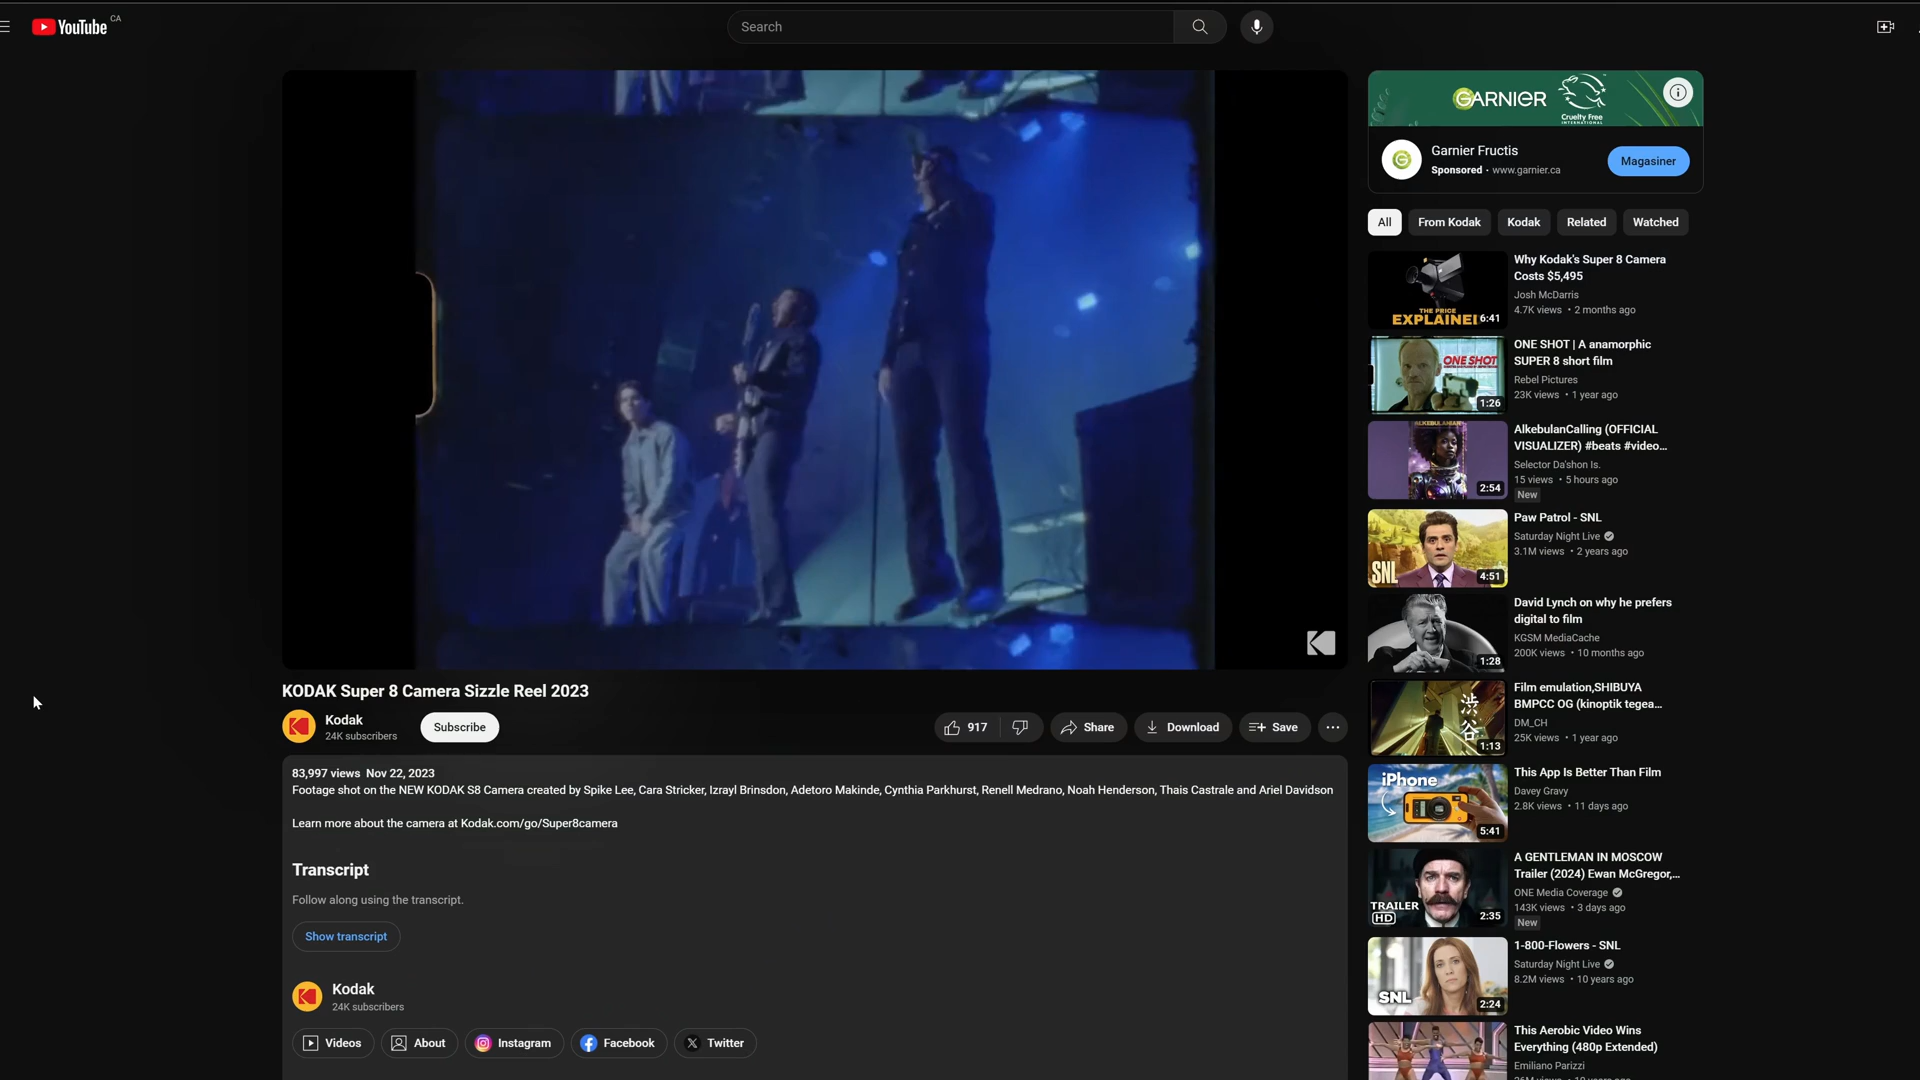 YouTube CA
Search
GARNIER
Cruelty Free
INTERNATIONAL
Garnier Fructis
Sponsored • www.garnier.ca
Magasiner
All
From Kodak
Kodak
Related
Watched
THE PRICE
EXPLAINE
6:41
Why Kodak's Super 8 Camera
Costs $5,495
Josh McDarris
4.7K views • 2 months ago
ONE SHOT
1:26
ONE SHOT | A anamorphic
SUPER 8 short film
Rebel Pictures
23K views • 1 year ago
2:54
AlkebulanCalling (OFFICIAL
VISUALIZER) #beats #video...
Selector Da'shon Is.
15 views • 5 hours ago
New
SNL
4:51
Paw Patrol - SNL
Saturday Night Live
3.1M views • 2 years ago
1:28
David Lynch on why he prefers
digital to film
KGSM MediaCache
200K views • 10 months ago
渋谷
1:13
Film emulation,SHIBUYA
BMPCC OG (kinoptik tegea...
DM_CH
25K views • 1 year ago
iPhone
5:41
This App Is Better Than Film
Davey Gravy
2.8K views • 11 days ago
TRAILER
HD
2:35
A GENTLEMAN IN MOSCOW
Trailer (2024) Ewan McGregor,...
ONE Media Coverage
143K views • 3 days ago
New
SNL
2:24
1-800-Flowers - SNL
Saturday Night Live
8.2M views • 10 years ago
This Aerobic Video Wins
Everything (480p Extended)
Emiliano Parizzi
KODAK Super 8 Camera Sizzle Reel 2023
Kodak
24K subscribers
Subscribe
917
Share
Download
Save
83,997 views Nov 22, 2023
Footage shot on the NEW KODAK S8 Camera created by Spike Lee, Cara Stricker, Izrayl Brinsdon, Adetoro Makinde, Cynthia Parkhurst, Renell Medrano, Noah Henderson, Thais Castrale and Ariel Davidson
Learn more about the camera at Kodak.com/go/Super8camera
Transcript
Follow along using the transcript.
Show transcript
Kodak
24K subscribers
Videos
About
Instagram
Facebook
Twitter